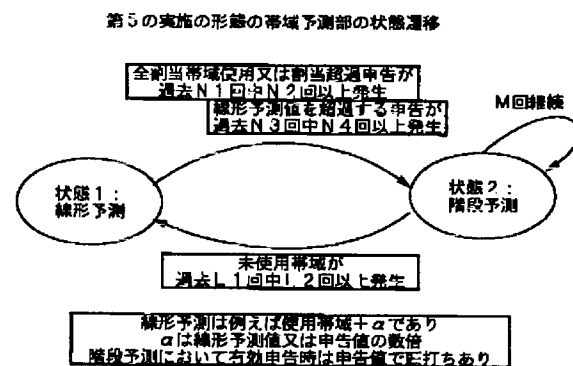 第5の実施の形態の帯域予測部の状態遷移
全割当帯域使用又は割当超過申告が
過去N1回中N2回以上発生
線形予測値を超過する申告が
過去N3回中N4回以上発生
M回継続
状態1:
線形予測
状態2:
階段予測
未使用帯域が
過去L1回中L2回以上発生
線形予測は例えば使用帯域+αであり
αは線形予測値又は申告値の数倍
階段予測において有効申告時は申告値で頭打ちあり